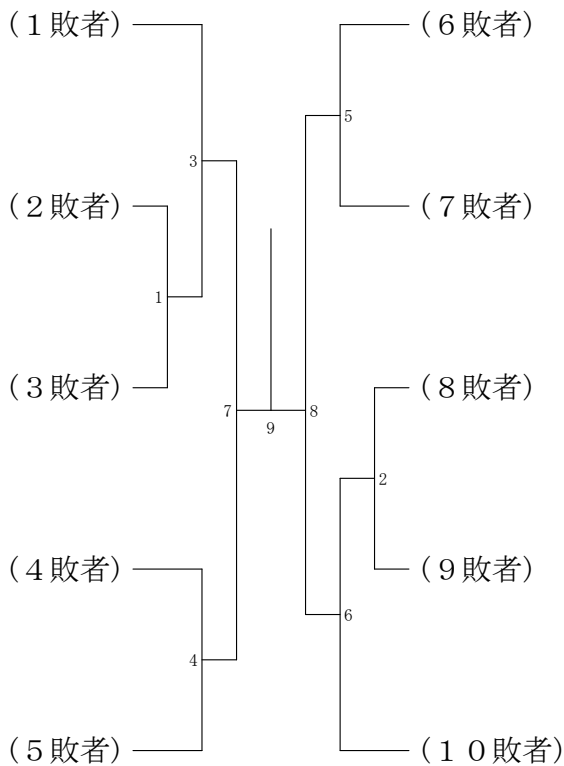 （１敗者）
（２敗者）
（３敗者）
（４敗者）
（５敗者）
3
1
7
4
9
（６敗者）
（７敗者）
（８敗者）
（９敗者）
（１０敗者）
5
8
2
6